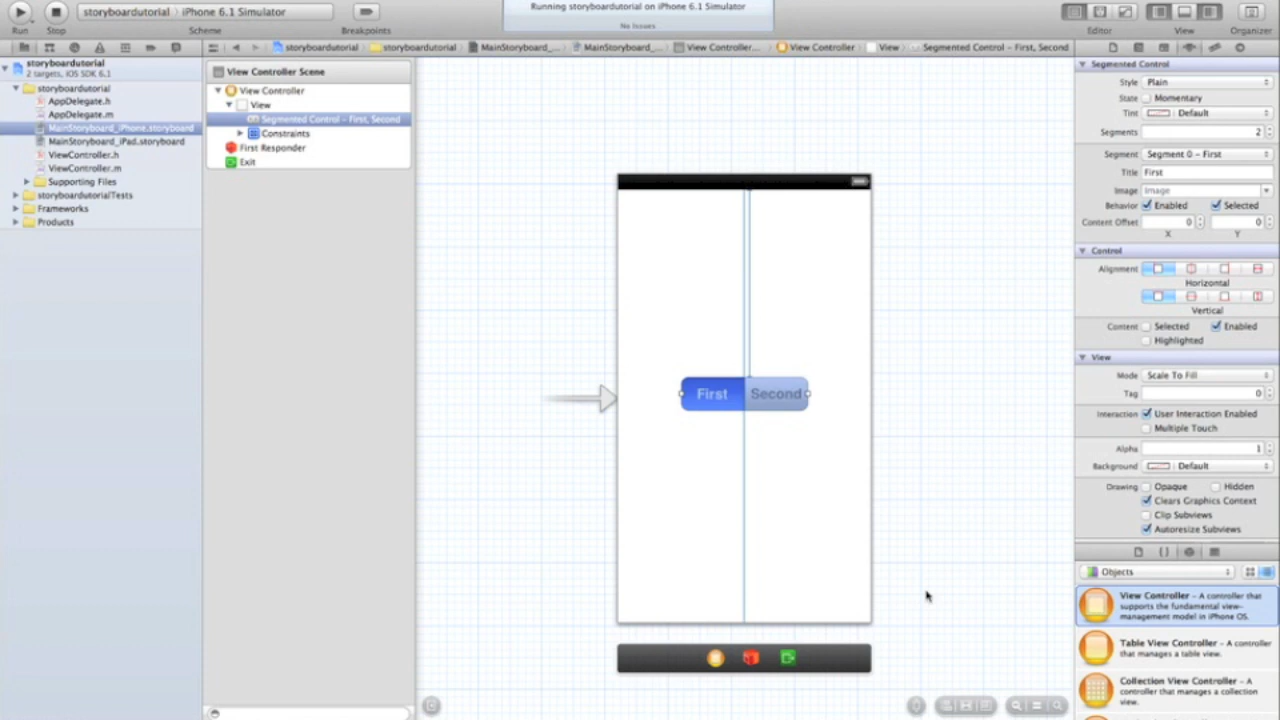 storyboardutorial
iPhone 6.1 Simulator
Running storyboardutorial on iPhone 6.1 Simulator
No Issues
Run
Stop
Scheme
Breakpoints
Editor
View
Organizer
storyboardutorial
storyboardutorial
MainStoryboard_...
MainStoryboard_...
View Controller...
View Controller
View
Segmented Control - First, Second
storyboardutorial
2 targets, iOS SDK 6.1
storyboardutorial
AppDelegate.h
AppDelegate.m
MainStoryboard_iPhone.storyboard
MainStoryboard_iPad.storyboard
ViewController.h
ViewController.m
Supporting Files
storyboardutorialTests
Frameworks
Products
View Controller Scene
View Controller
View
Segmented Control - First, Second
Constraints
First Responder
Exit
First
Second
Segmented Control
Style Plain
State Momentary
Tint Default
Segments 2
Segment Segment 0 - First
Title First
Image Image
Behavior Enabled Selected
Content Offset 0 0
X Y
Control
Alignment
Horizontal
Vertical
Content Selected Enabled
Highlighted
View
Mode Scale To Fill
Tag 0
Interaction User Interaction Enabled
Multiple Touch
Alpha 1
Background Default
Drawing Opaque Hidden
Clears Graphics Context
Clip Subviews
Autoresize Subviews
{}
Objects
View Controller - A controller that
supports the fundamental view-
management model in iPhone OS.
Table View Controller - A controller
that manages a table view.
Collection View Controller - A
controller that manages a collection
view.